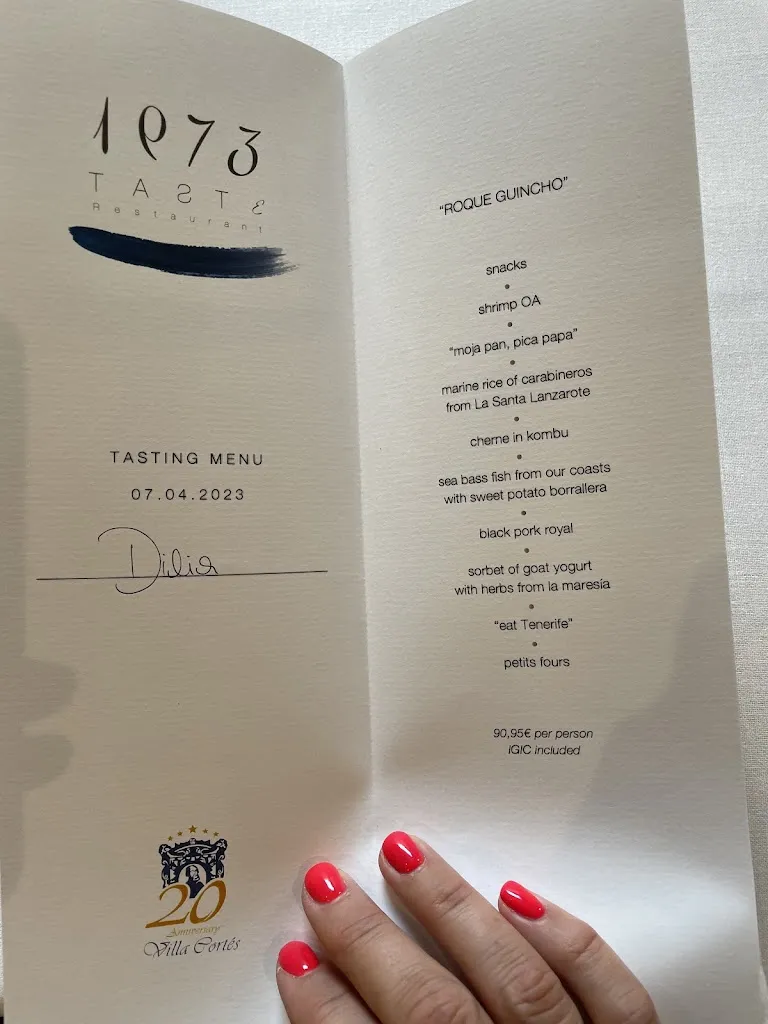 1973
TASTE
Restaurant
TASTING MENU
07.04.2023
Dilia
20
Anniversary
Villa Cortés
"ROQUE GUINCHO"
snacks
shrimp OA
"moja pan, pica papa"
marine rice of carabineros
from La Santa Lanzarote
cherne in kombu
sea bass fish from our coasts
with sweet potato borrallera
black pork royal
sorbet of goat yogurt
with herbs from la maresía
"eat Tenerife"
petits fours
90,95€ per person
IGIC included